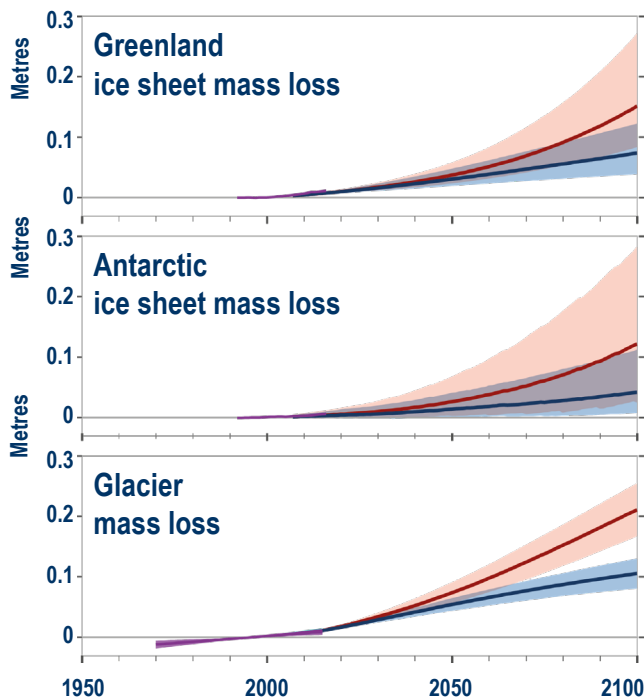 Metres
0.3
0.2
0.1
0
Greenland
ice sheet mass loss
Metres
0.3
0.2
0.1
0
Antarctic
ice sheet mass loss
Metres
0.3
0.2
0.1
0
Glacier
mass loss
1950
2000
2050
2100